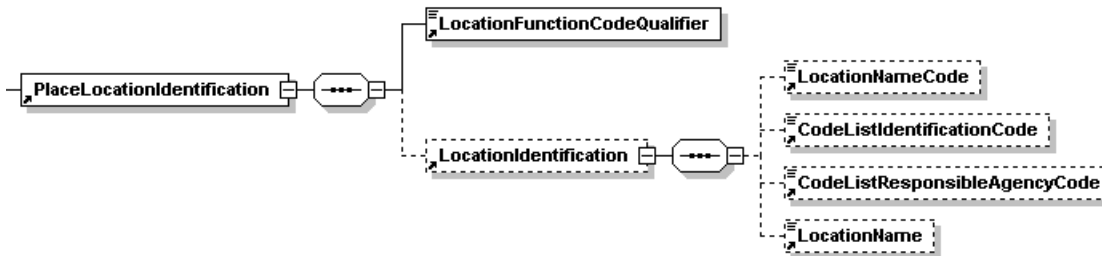 LocationFunctionCodeQualifier
PlaceLocationIdentification
LocationNameCode
CodeListIdentificationCode
LocationIdentification
CodeListResponsibleAgencyCode
LocationName